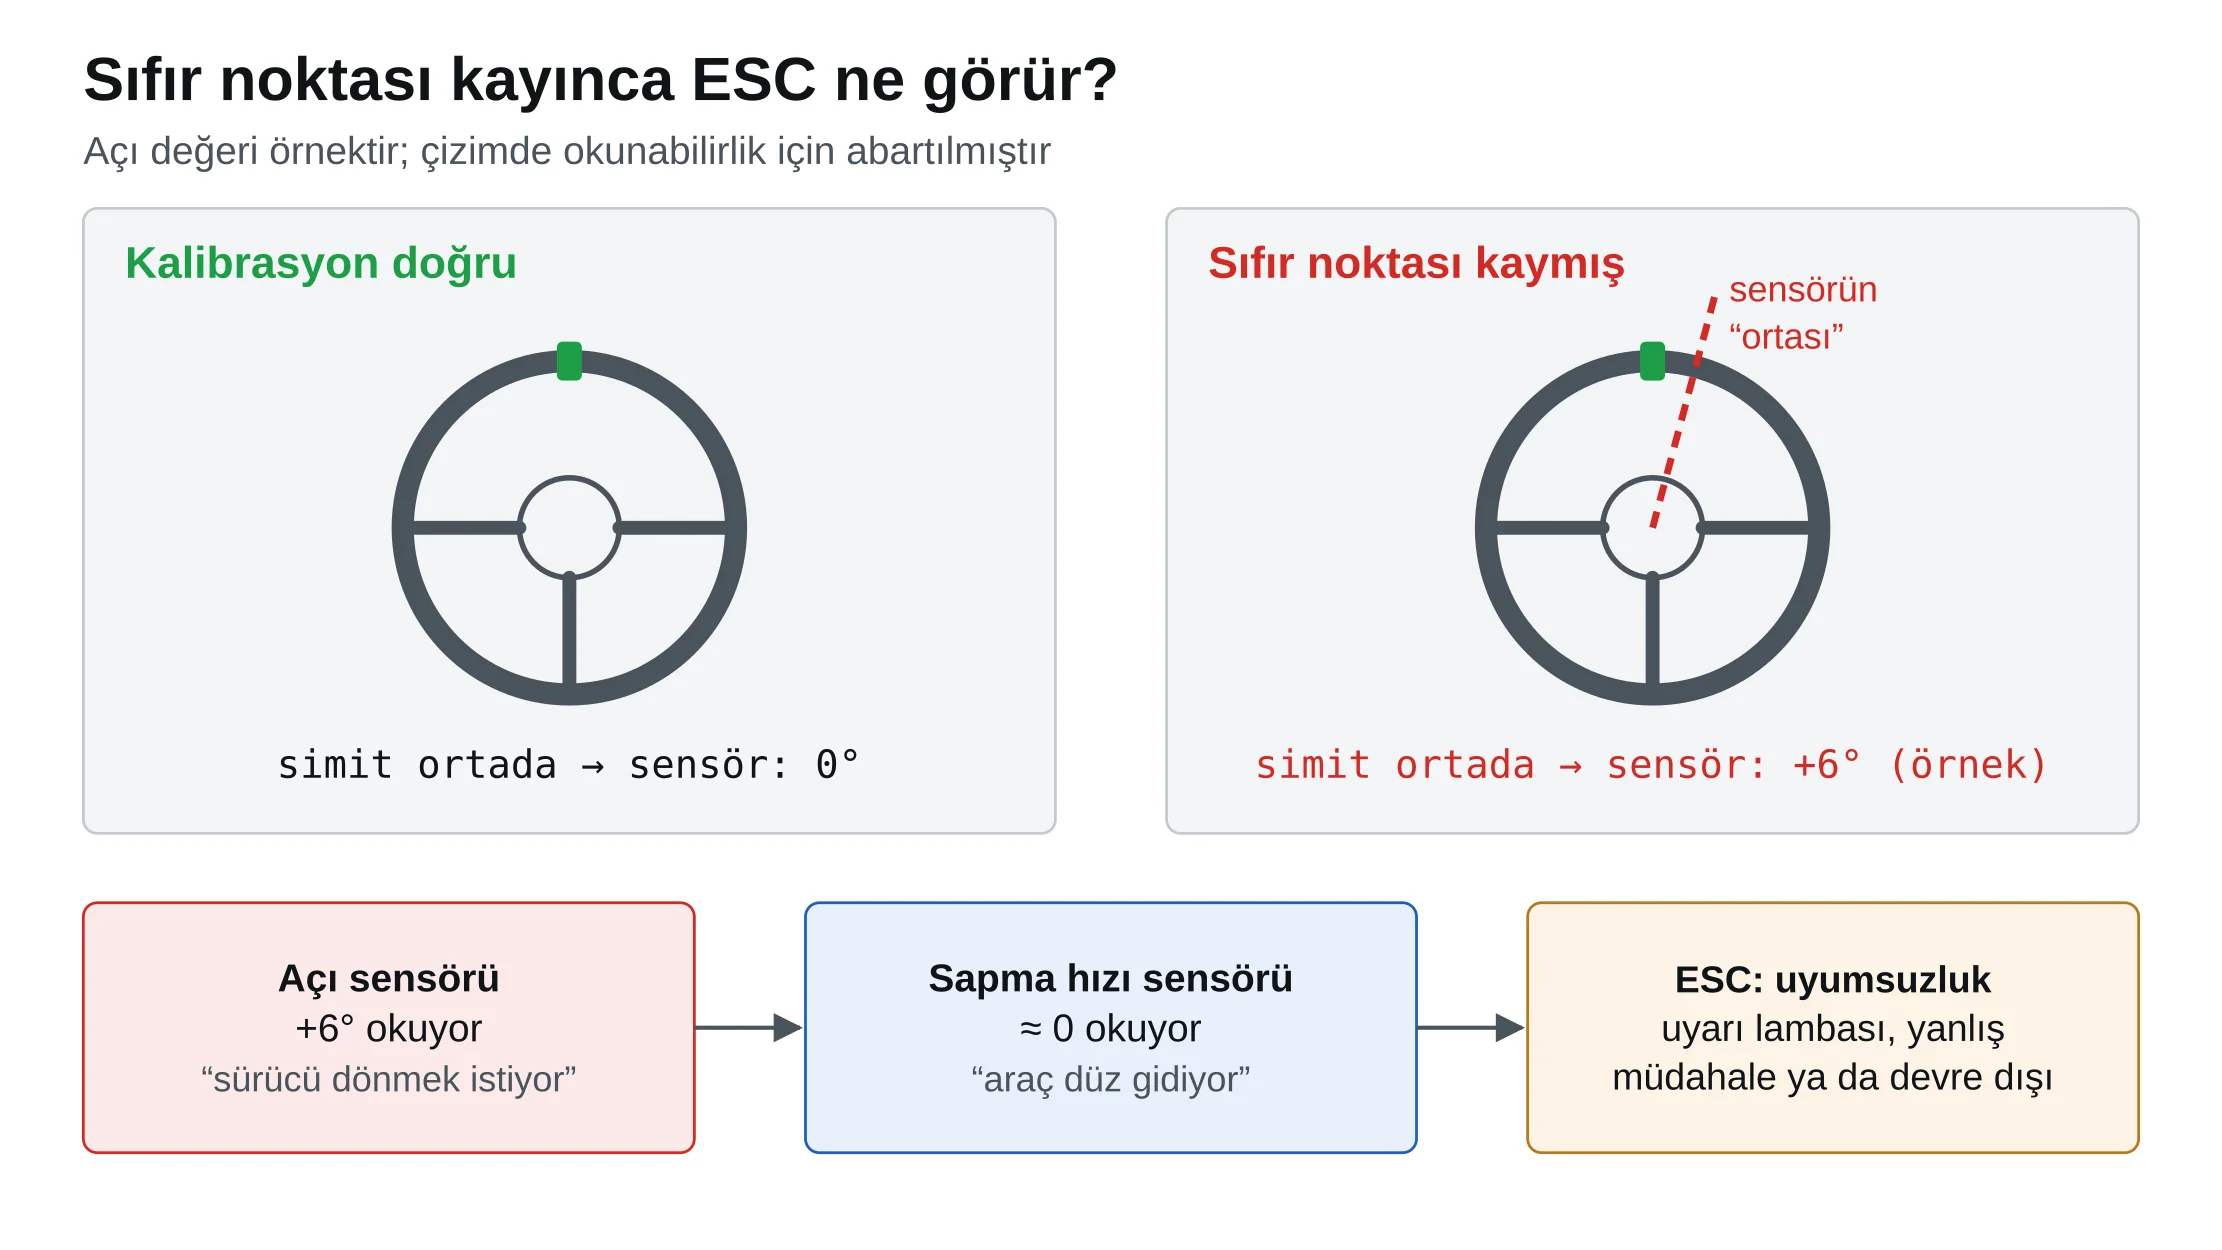 Sıfır noktası kayınca ESC ne görür?
Açı değeri örnektir; çizimde okunabilirlik için abartılmıştır
Kalibrasyon doğru
simit ortada → sensör: 0°
Sıfır noktası kaymış
sensörün
“ortası”
simit ortada → sensör: +6° (örnek)
Açı sensörü
+6° okuyor
“sürücü dönmek istiyor”
Sapma hızı sensörü
≈ 0 okuyor
“araç düz gidiyor”
ESC: uyumsuzluk
uyarı lambası, yanlış
müdahale ya da devre dışı